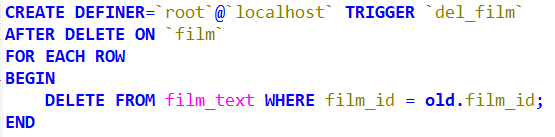 CREATE DEFINER=`root`@`localhost` TRIGGER `del_film`
AFTER DELETE ON `film`
FOR EACH ROW
BEGIN
    DELETE FROM film_text WHERE film_id = old.film_id;
END